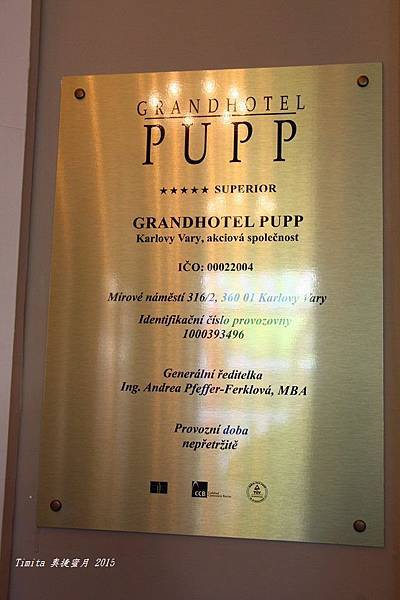 GRANDHOTEL
PUPP
★★★★★ SUPERIOR
GRANDHOTEL PUPP
Karlovy Vary, akciová společnost
IČO: 00022004
Mírové náměstí 316/2, 360 01 Karlovy Vary
Identifikační číslo provozovny
1000393496
Generální ředitelka
Ing. Andrea Pfeffer-Ferklová, MBA
Provozní doba
nepřetržitě
CCB
TÜV
Timita 奧捷蜜月 2015